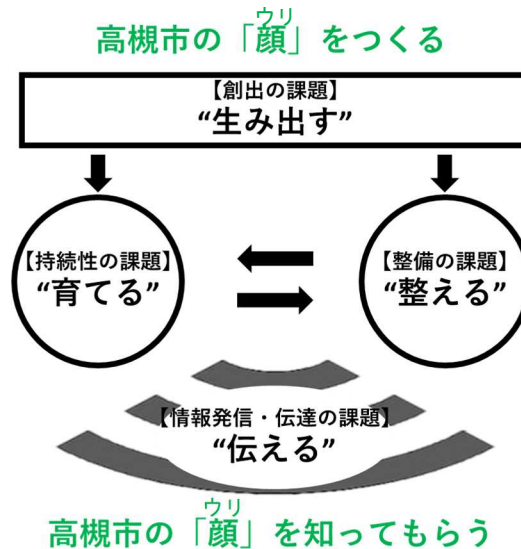 ウリ
高槻市の「顔」をつくる
【創出の課題】
“生み出す”
【持続性の課題】
“育てる”
【整備の課題】
“整える”
【情報発信・伝達の課題】
“伝える”
ウリ
高槻市の「顔」を知ってもらう